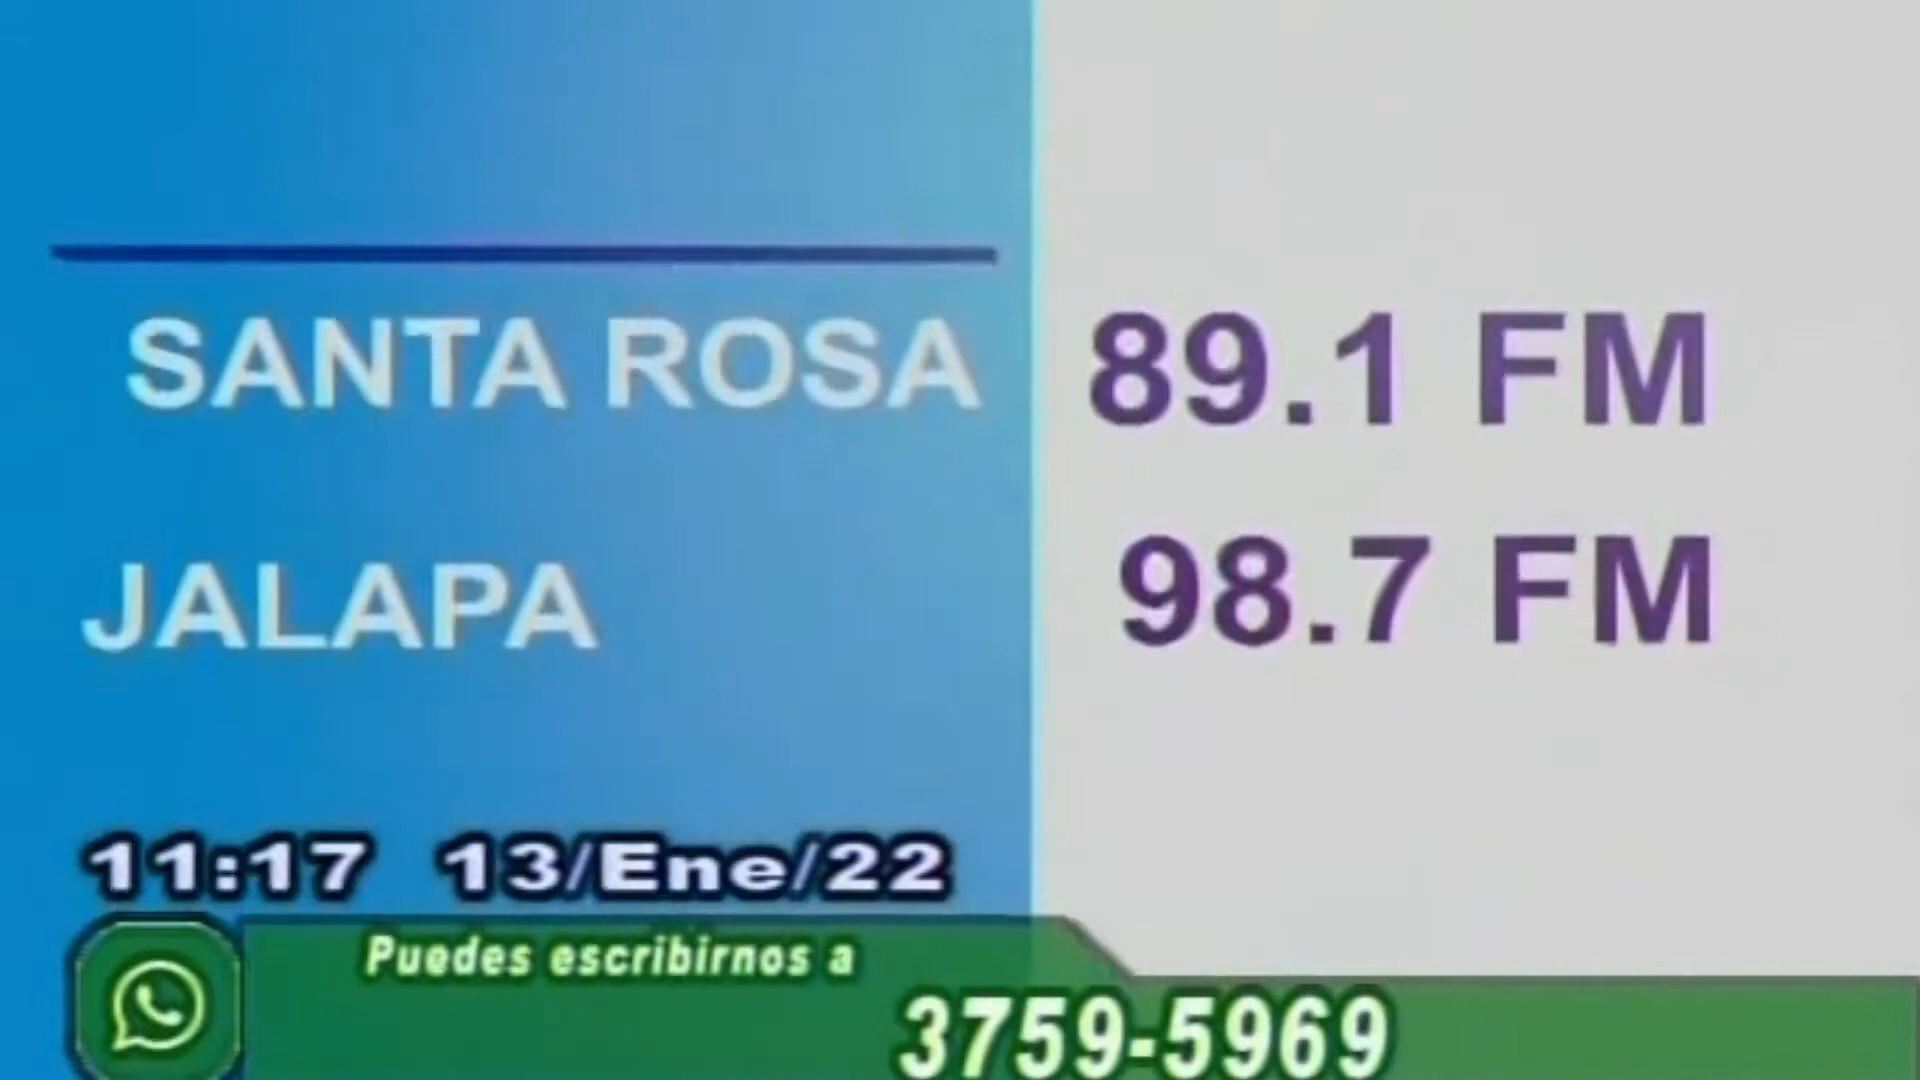 SANTA ROSA 89.1 FM
JALAPA 98.7 FM
11:17 13/Ene/22
Puedes escribirnos a
3759-5969